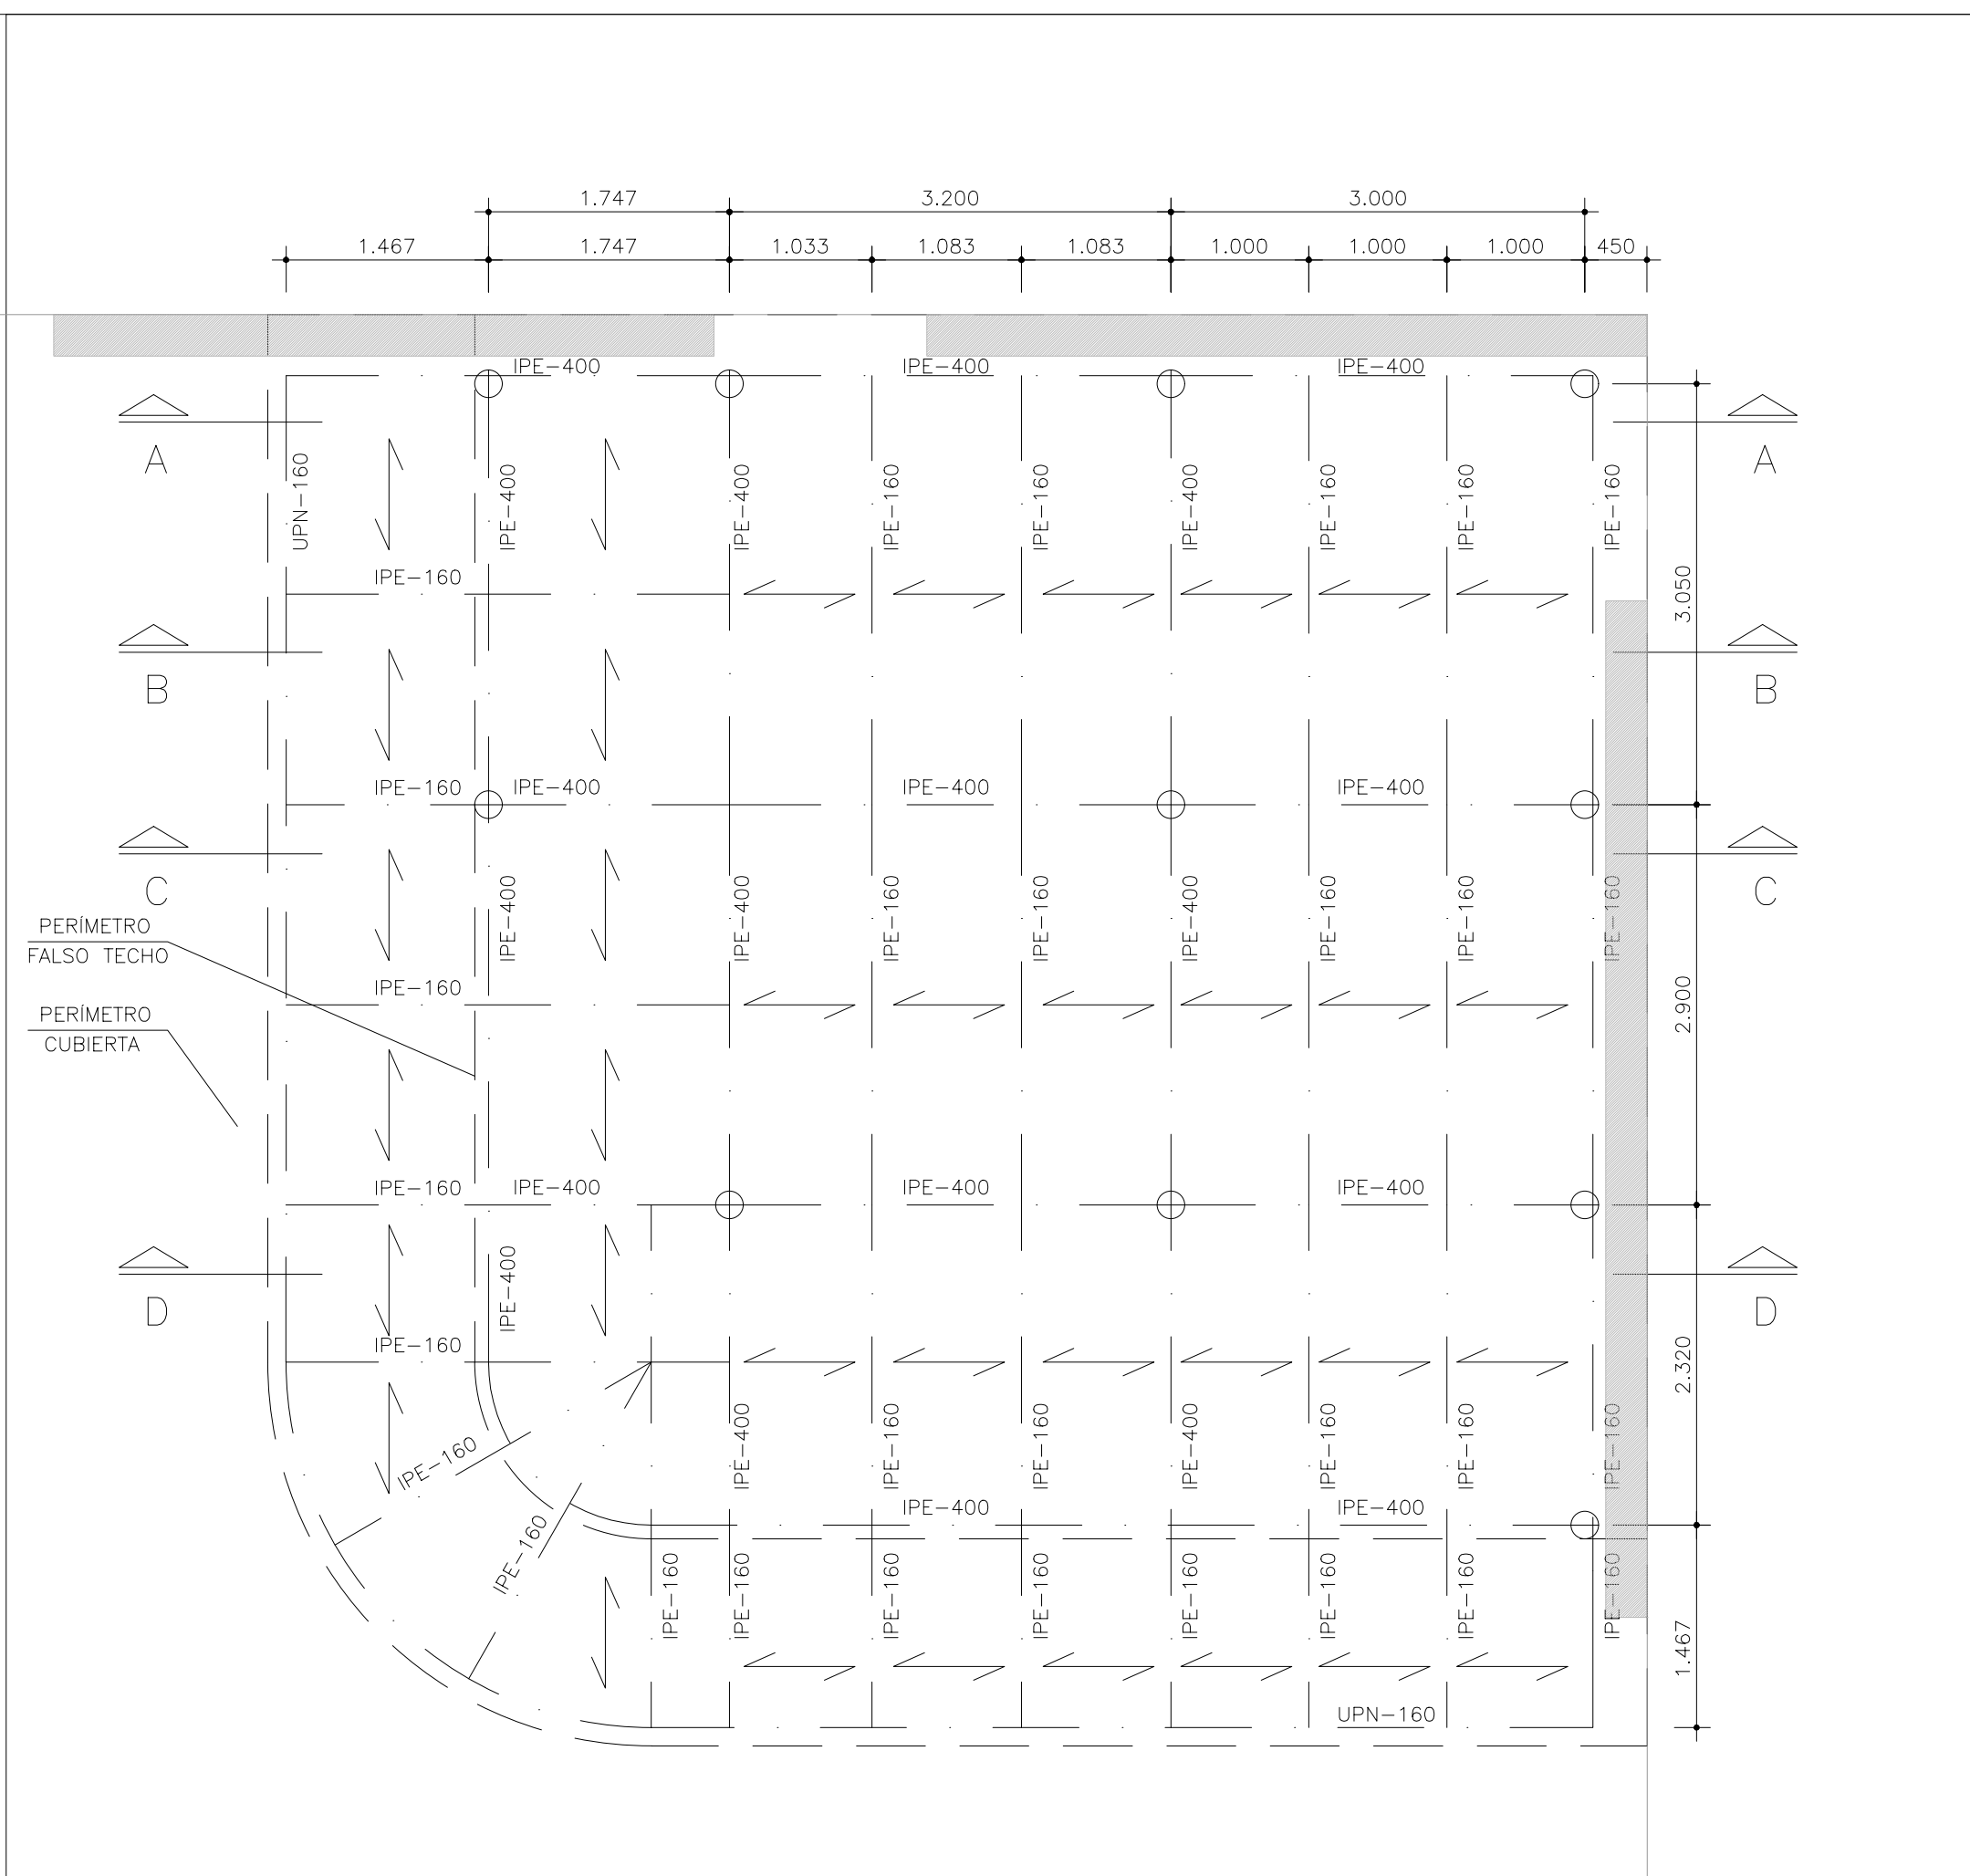 1.747 3.200 3.000
1.467 1.747 1.033 1.083 1.083 1.000 1.000 1.000 450
IPE-400 IPE-400 IPE-400
A A
UPN-160 IPE-400 IPE-400 IPE-160 IPE-160 IPE-400 IPE-160 IPE-160 IPE-160
IPE-160
3.050
B B
IPE-160 IPE-400 IPE-400 IPE-400
C C
IPE-400 IPE-400 IPE-160 IPE-160 IPE-400 IPE-160 IPE-160 IPE-160
PERÍMETRO
FALSO TECHO
IPE-160
2.900
PERÍMETRO
CUBIERTA
IPE-160 IPE-400 IPE-400 IPE-400
IPE-400
D D
IPE-160
2.320
IPE-400 IPE-160 IPE-160 IPE-400 IPE-160 IPE-160 IPE-160
IPE-160
IPE-400 IPE-400
IPE-160
IPE-160 IPE-160 IPE-160 IPE-160 IPE-160 IPE-160 IPE-160 IPE-160
1.467
UPN-160